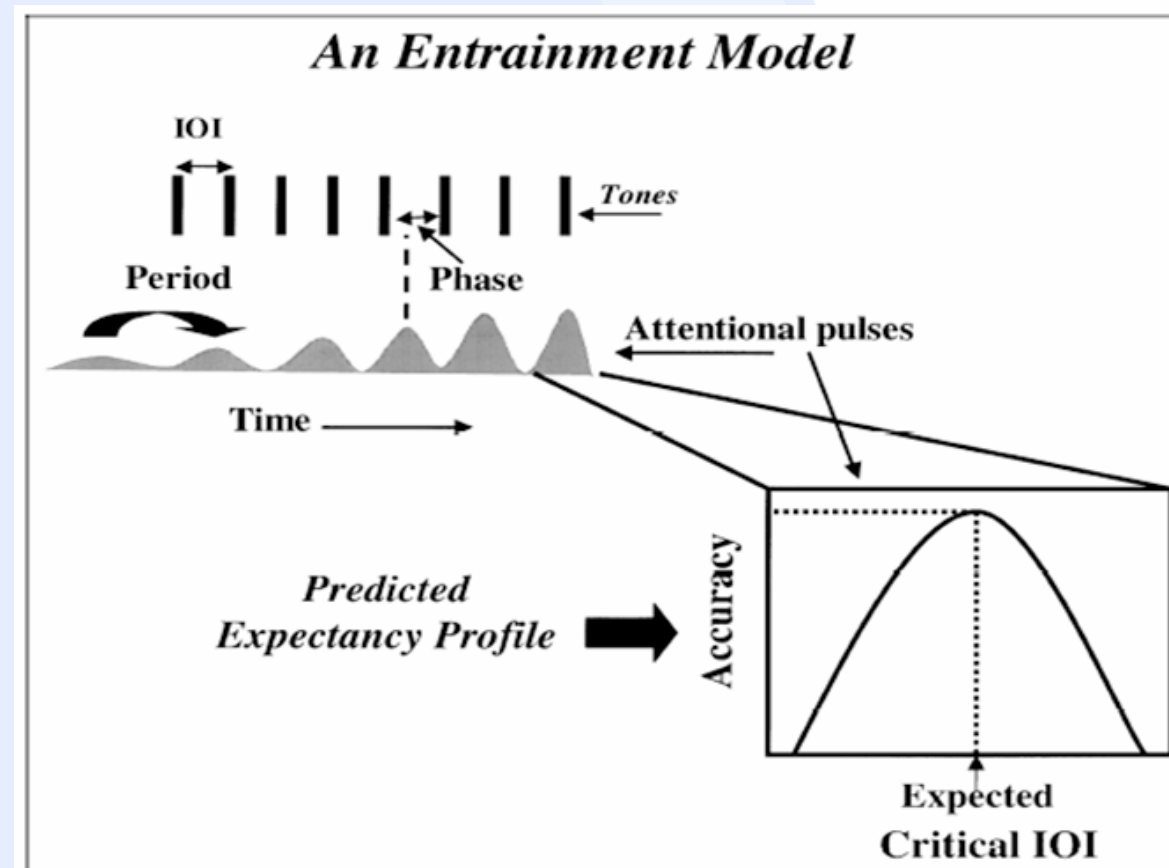 An Entrainment Model
IOI
Tones
Period
Phase
Attentional pulses
Time
Predicted
Expectancy Profile
Accuracy
Expected
Critical IOI